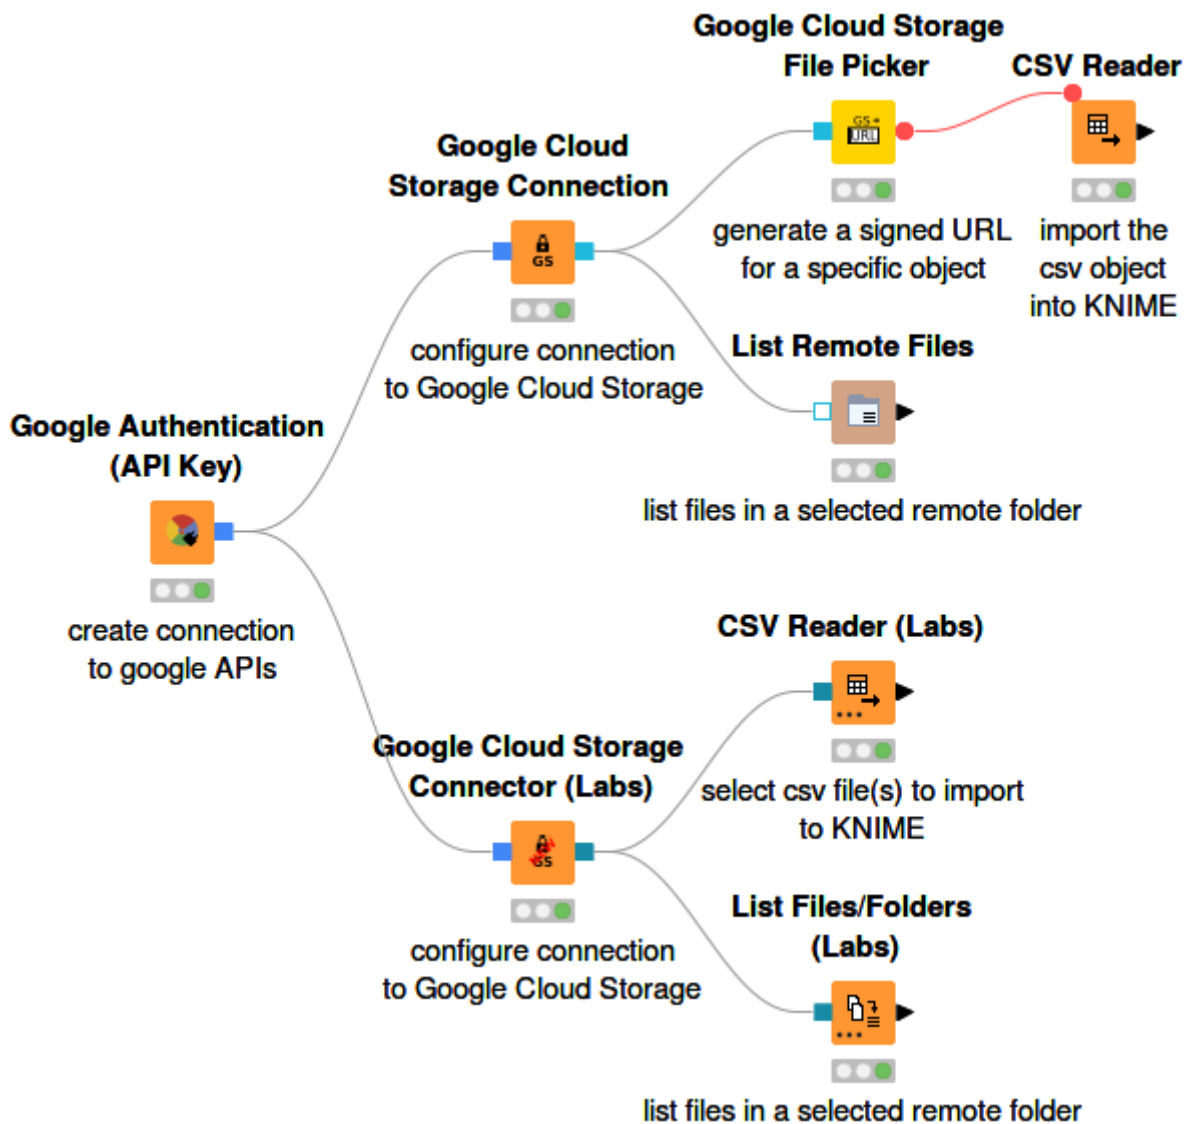 Google Cloud Storage
File Picker
CSV Reader
GS→
URL
generate a signed URL
for a specific object
import the
csv object
into KNIME
Google Cloud
Storage Connection
GS
configure connection
to Google Cloud Storage
List Remote Files
list files in a selected remote folder
Google Authentication
(API Key)
create connection
to google APIs
CSV Reader (Labs)
select csv file(s) to import
to KNIME
Google Cloud Storage
Connector (Labs)
GS
configure connection
to Google Cloud Storage
List Files/Folders
(Labs)
list files in a selected remote folder